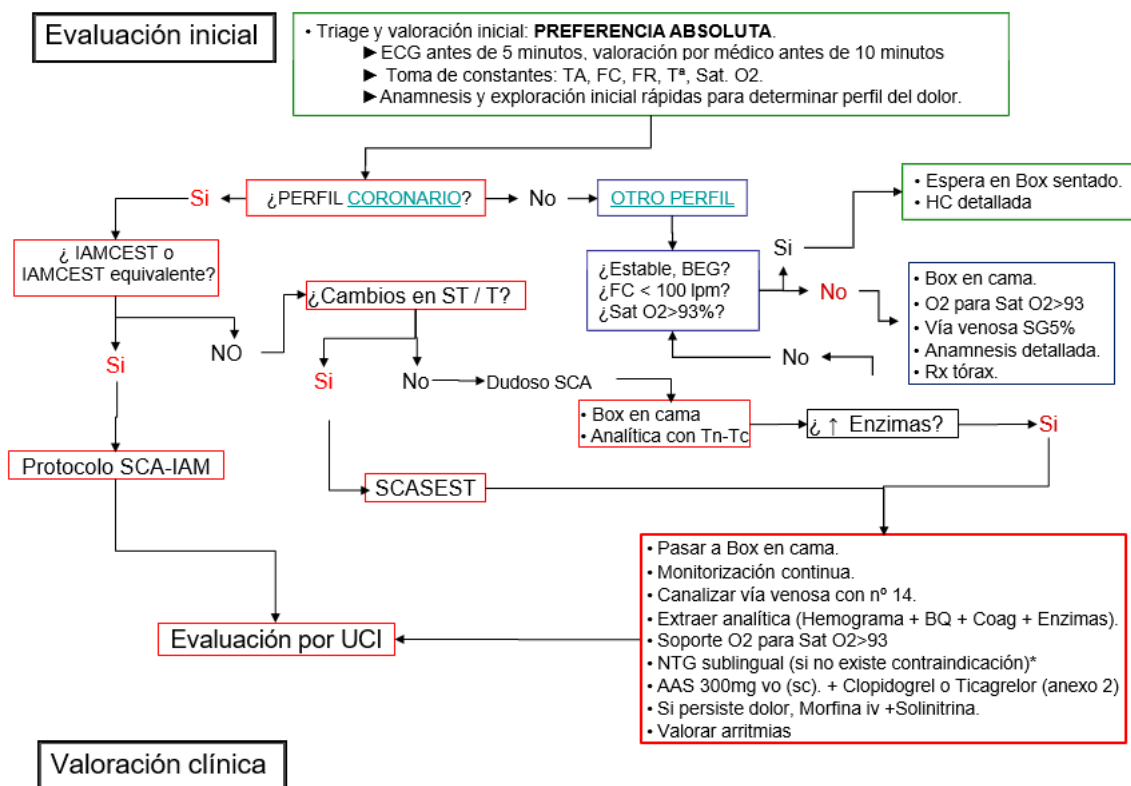 Evaluación inicial
• Triage y valoración inicial: PREFERENCIA ABSOLUTA.
►ECG antes de 5 minutos, valoración por médico antes de 10 minutos
► Toma de constantes: TA, FC, FR, Tª, Sat. O2.
►Anamnesis y exploración inicial rápidas para determinar perfil del dolor.
Si
¿PERFIL CORONARIO?
No
OTRO PERFIL
• Espera en Box sentado.
• HC detallada
¿ IAMCEST o
IAMCEST equivalente?
¿Cambios en ST / T?
¿Estable, BEG?
¿FC < 100 lpm?
¿Sat O2>93%?
Si
No
• Box en cama.
• O2 para Sat O2>93
• Vía venosa SG5%
• Anamnesis detallada.
• Rx tórax.
Si
NO
Si
No
Dudoso SCA
No
• Box en cama
• Analítica con Tn-Tc
¿ ↑ Enzimas?
Si
Protocolo SCA-IAM
SCASEST
• Pasar a Box en cama.
• Monitorización continua.
• Canalizar vía venosa con nº 14.
• Extraer analítica (Hemograma + BQ + Coag + Enzimas).
• Soporte O2 para Sat O2>93
• NTG sublingual (si no existe contraindicación)*
• AAS 300mg vo (sc). + Clopidogrel o Ticagrelor (anexo 2)
• Si persiste dolor, Morfina iv +Solinitrina.
• Valorar arritmias
Evaluación por UCI
Valoración clínica